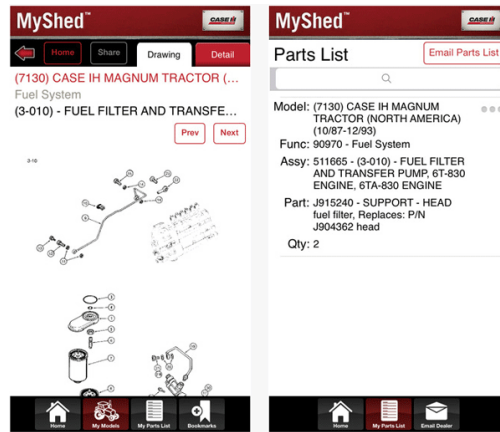 MyShed™
CASE IH
Home
Share
Drawing
Detail
(7130) CASE IH MAGNUM TRACTOR (...
Fuel System
(3-010) - FUEL FILTER AND TRANSFE...
Prev
Next
3-10
Home
My Models
My Parts List
Bookmarks
MyShed™
CASE IH
Parts List
Email Parts List
Model: (7130) CASE IH MAGNUM
TRACTOR (NORTH AMERICA)
(10/87-12/93)
Func: 90970 - Fuel System
Assy: 511665 - (3-010) - FUEL FILTER
AND TRANSFER PUMP, 6T-830
ENGINE, 6TA-830 ENGINE
Part: J915240 - SUPPORT - HEAD
fuel filter, Replaces: P/N
J904362 head
Qty: 2
Home
My Parts List
Email Dealer